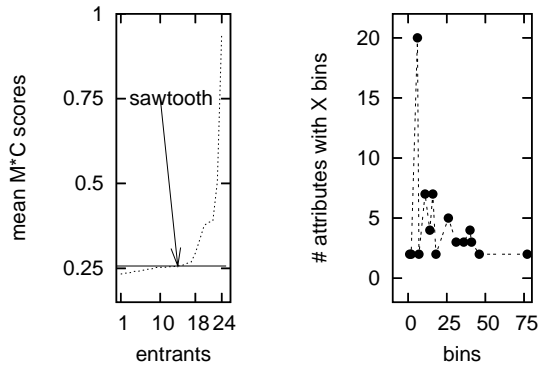 mean M*C scores
1
0.75
0.5
0.25
sawtooth
1 10 18 24
entrants
# attributes with X bins
20
15
10
5
0
0 25 50 75
bins